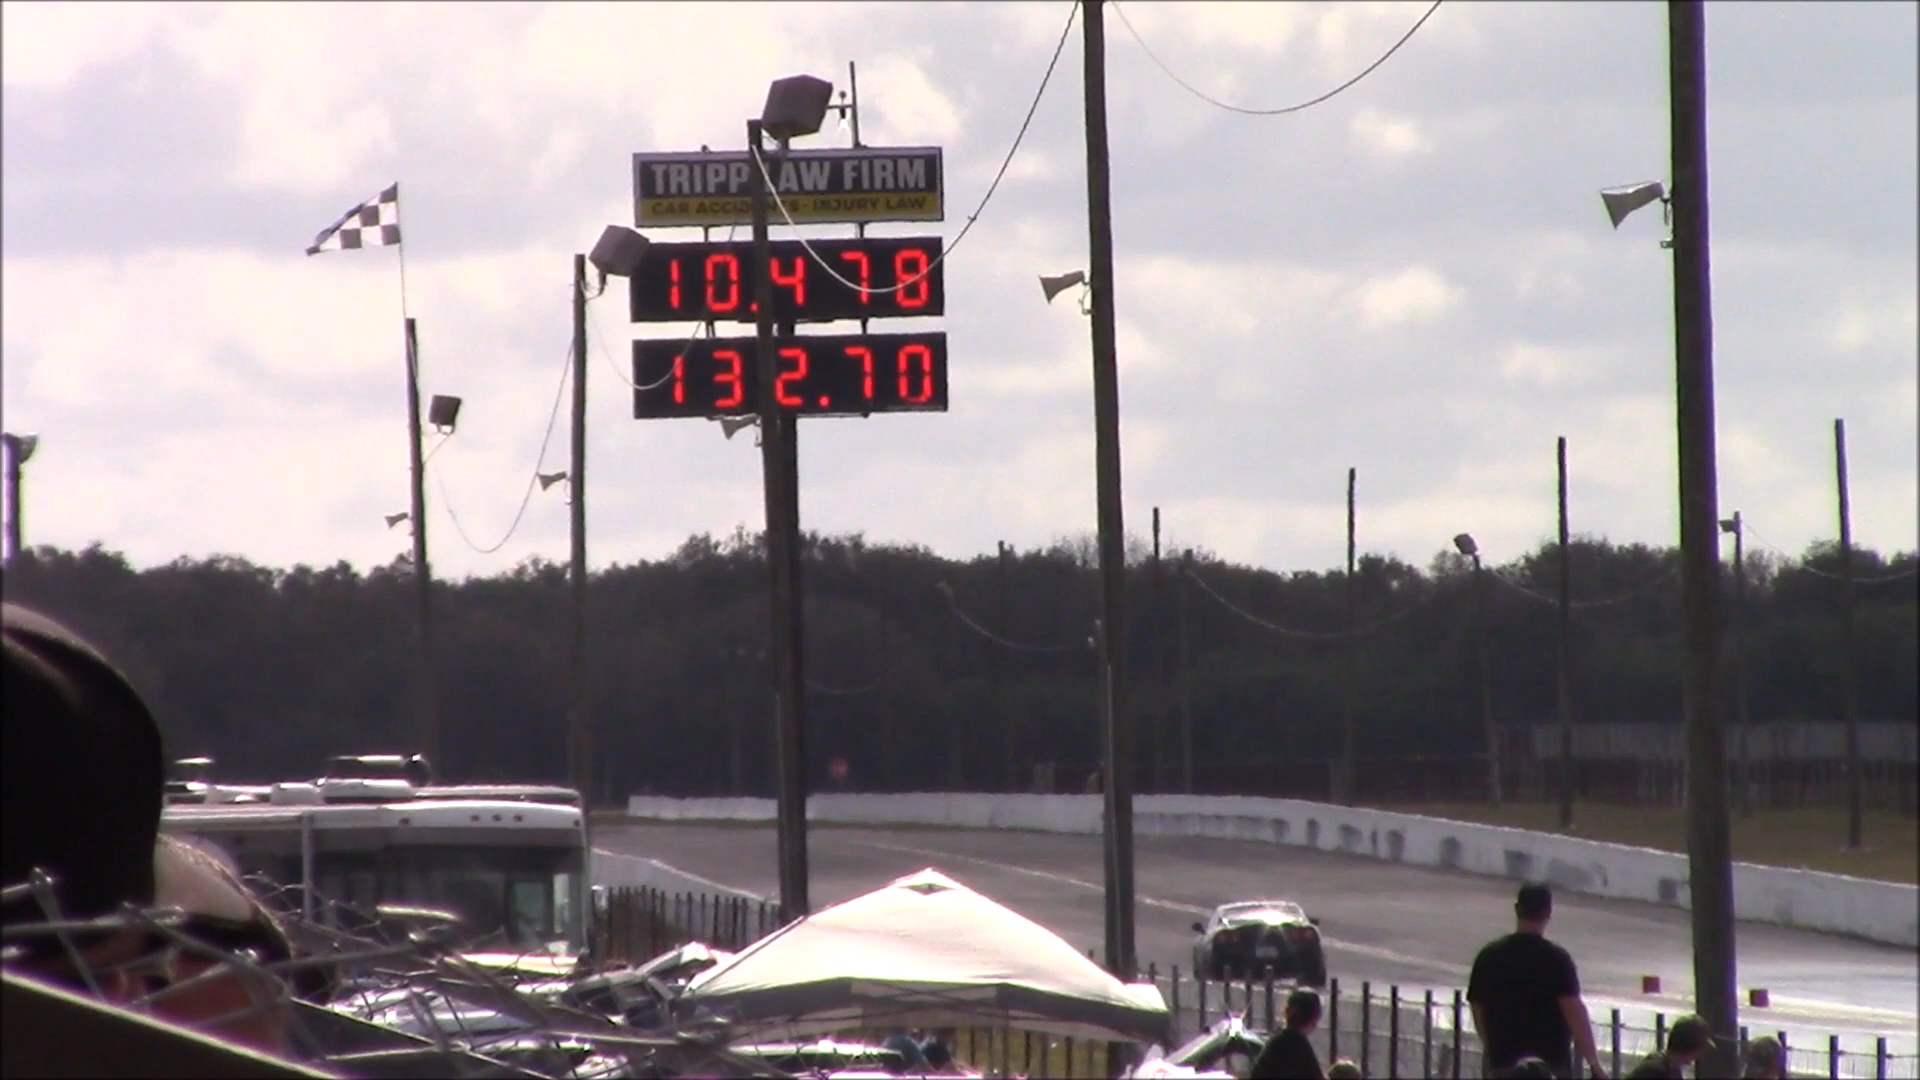 TRIPP LAW FIRM
CAR ACCIDENTS - INJURY LAW
10.478
132.70